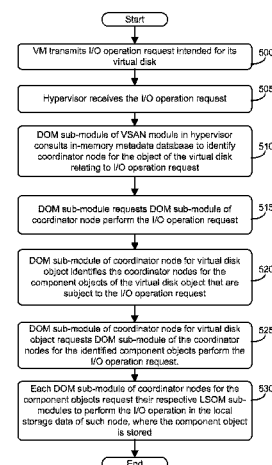 Start
VM transmits I/O operation request intended for its
virtual disk
500
Hypervisor receives the I/O operation request
505
DOM sub-module of VSAN module in hypervisor
consults in-memory metadata database to identify
coordinator node for the object of the virtual disk
relating to I/O operation request
510
DOM sub-module requests DOM sub-module of
coordinator node perform the I/O operation request
515
DOM sub-module of coordinator node for virtual disk
object identifies the coordinator nodes for the
component objects of the virtual disk object that are
subject to the I/O operation request
520
DOM sub-module of coordinator node for virtual disk
object requests DOM sub-module of the coordinator
nodes for the identified component objects perform the
I/O operation request.
525
Each DOM sub-module of coordinator nodes for the
component objects request their respective LSOM sub-
modules to perform the I/O operation in the local
storage data of such node, where the component
object is stored
530
End